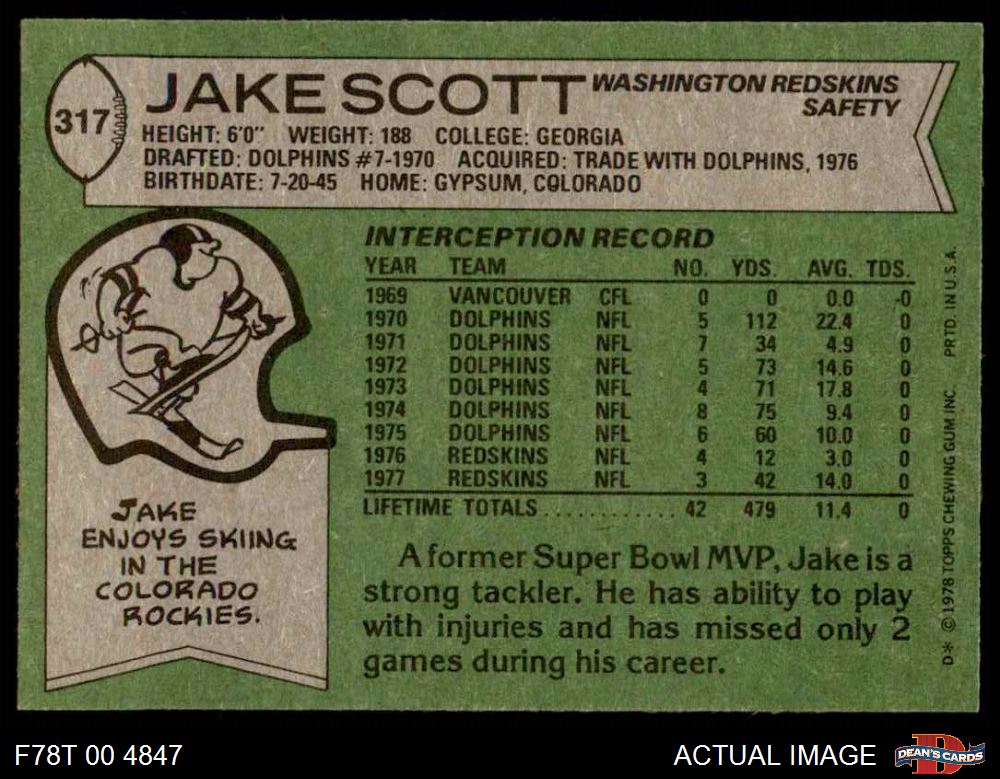 317
JAKE SCOTT WASHINGTON REDSKINS
SAFETY
HEIGHT: 6'0" WEIGHT: 188 COLLEGE: GEORGIA
DRAFTED: DOLPHINS #7-1970 ACQUIRED: TRADE WITH DOLPHINS, 1976
BIRTHDATE: 7-20-45 HOME: GYPSUM, COLORADO
INTERCEPTION RECORD
YEAR TEAM NO. YDS. AVG. TDS.
1969 VANCOUVER CFL 0 0 0.0 -0
1970 DOLPHINS NFL 5 112 22.4 0
1971 DOLPHINS NFL 7 34 4.9 0
1972 DOLPHINS NFL 5 73 14.6 0
1973 DOLPHINS NFL 4 71 17.8 0
1974 DOLPHINS NFL 8 75 9.4 0
1975 DOLPHINS NFL 6 60 10.0 0
1976 REDSKINS NFL 4 12 3.0 0
1977 REDSKINS NFL 3 42 14.0 0
LIFETIME TOTALS ............ 42 479 11.4 0
JAKE
ENJOYS SKIING
IN THE
COLORADO
ROCKIES.
A former Super Bowl MVP, Jake is a
strong tackler. He has ability to play
with injuries and has missed only 2
games during his career.
D* © 1978 TOPPS CHEWING GUM INC. PRTD. IN U.S.A.
F78T 00 4847
ACTUAL IMAGE
DEAN'S CARDS